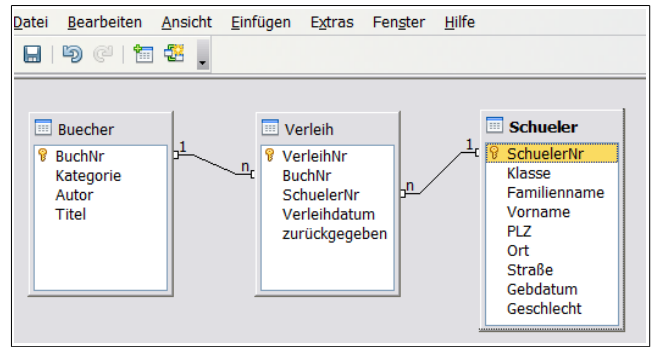 Datei Bearbeiten Ansicht Einfügen Extras Fenster Hilfe
Buecher
BuchNr
Kategorie
Autor
Titel
1
n
Verleih
VerleihNr
BuchNr
SchuelerNr
Verleihdatum
zurückgegeben
n
1
Schueler
SchuelerNr
Klasse
Familienname
Vorname
PLZ
Ort
Straße
Gebdatum
Geschlecht